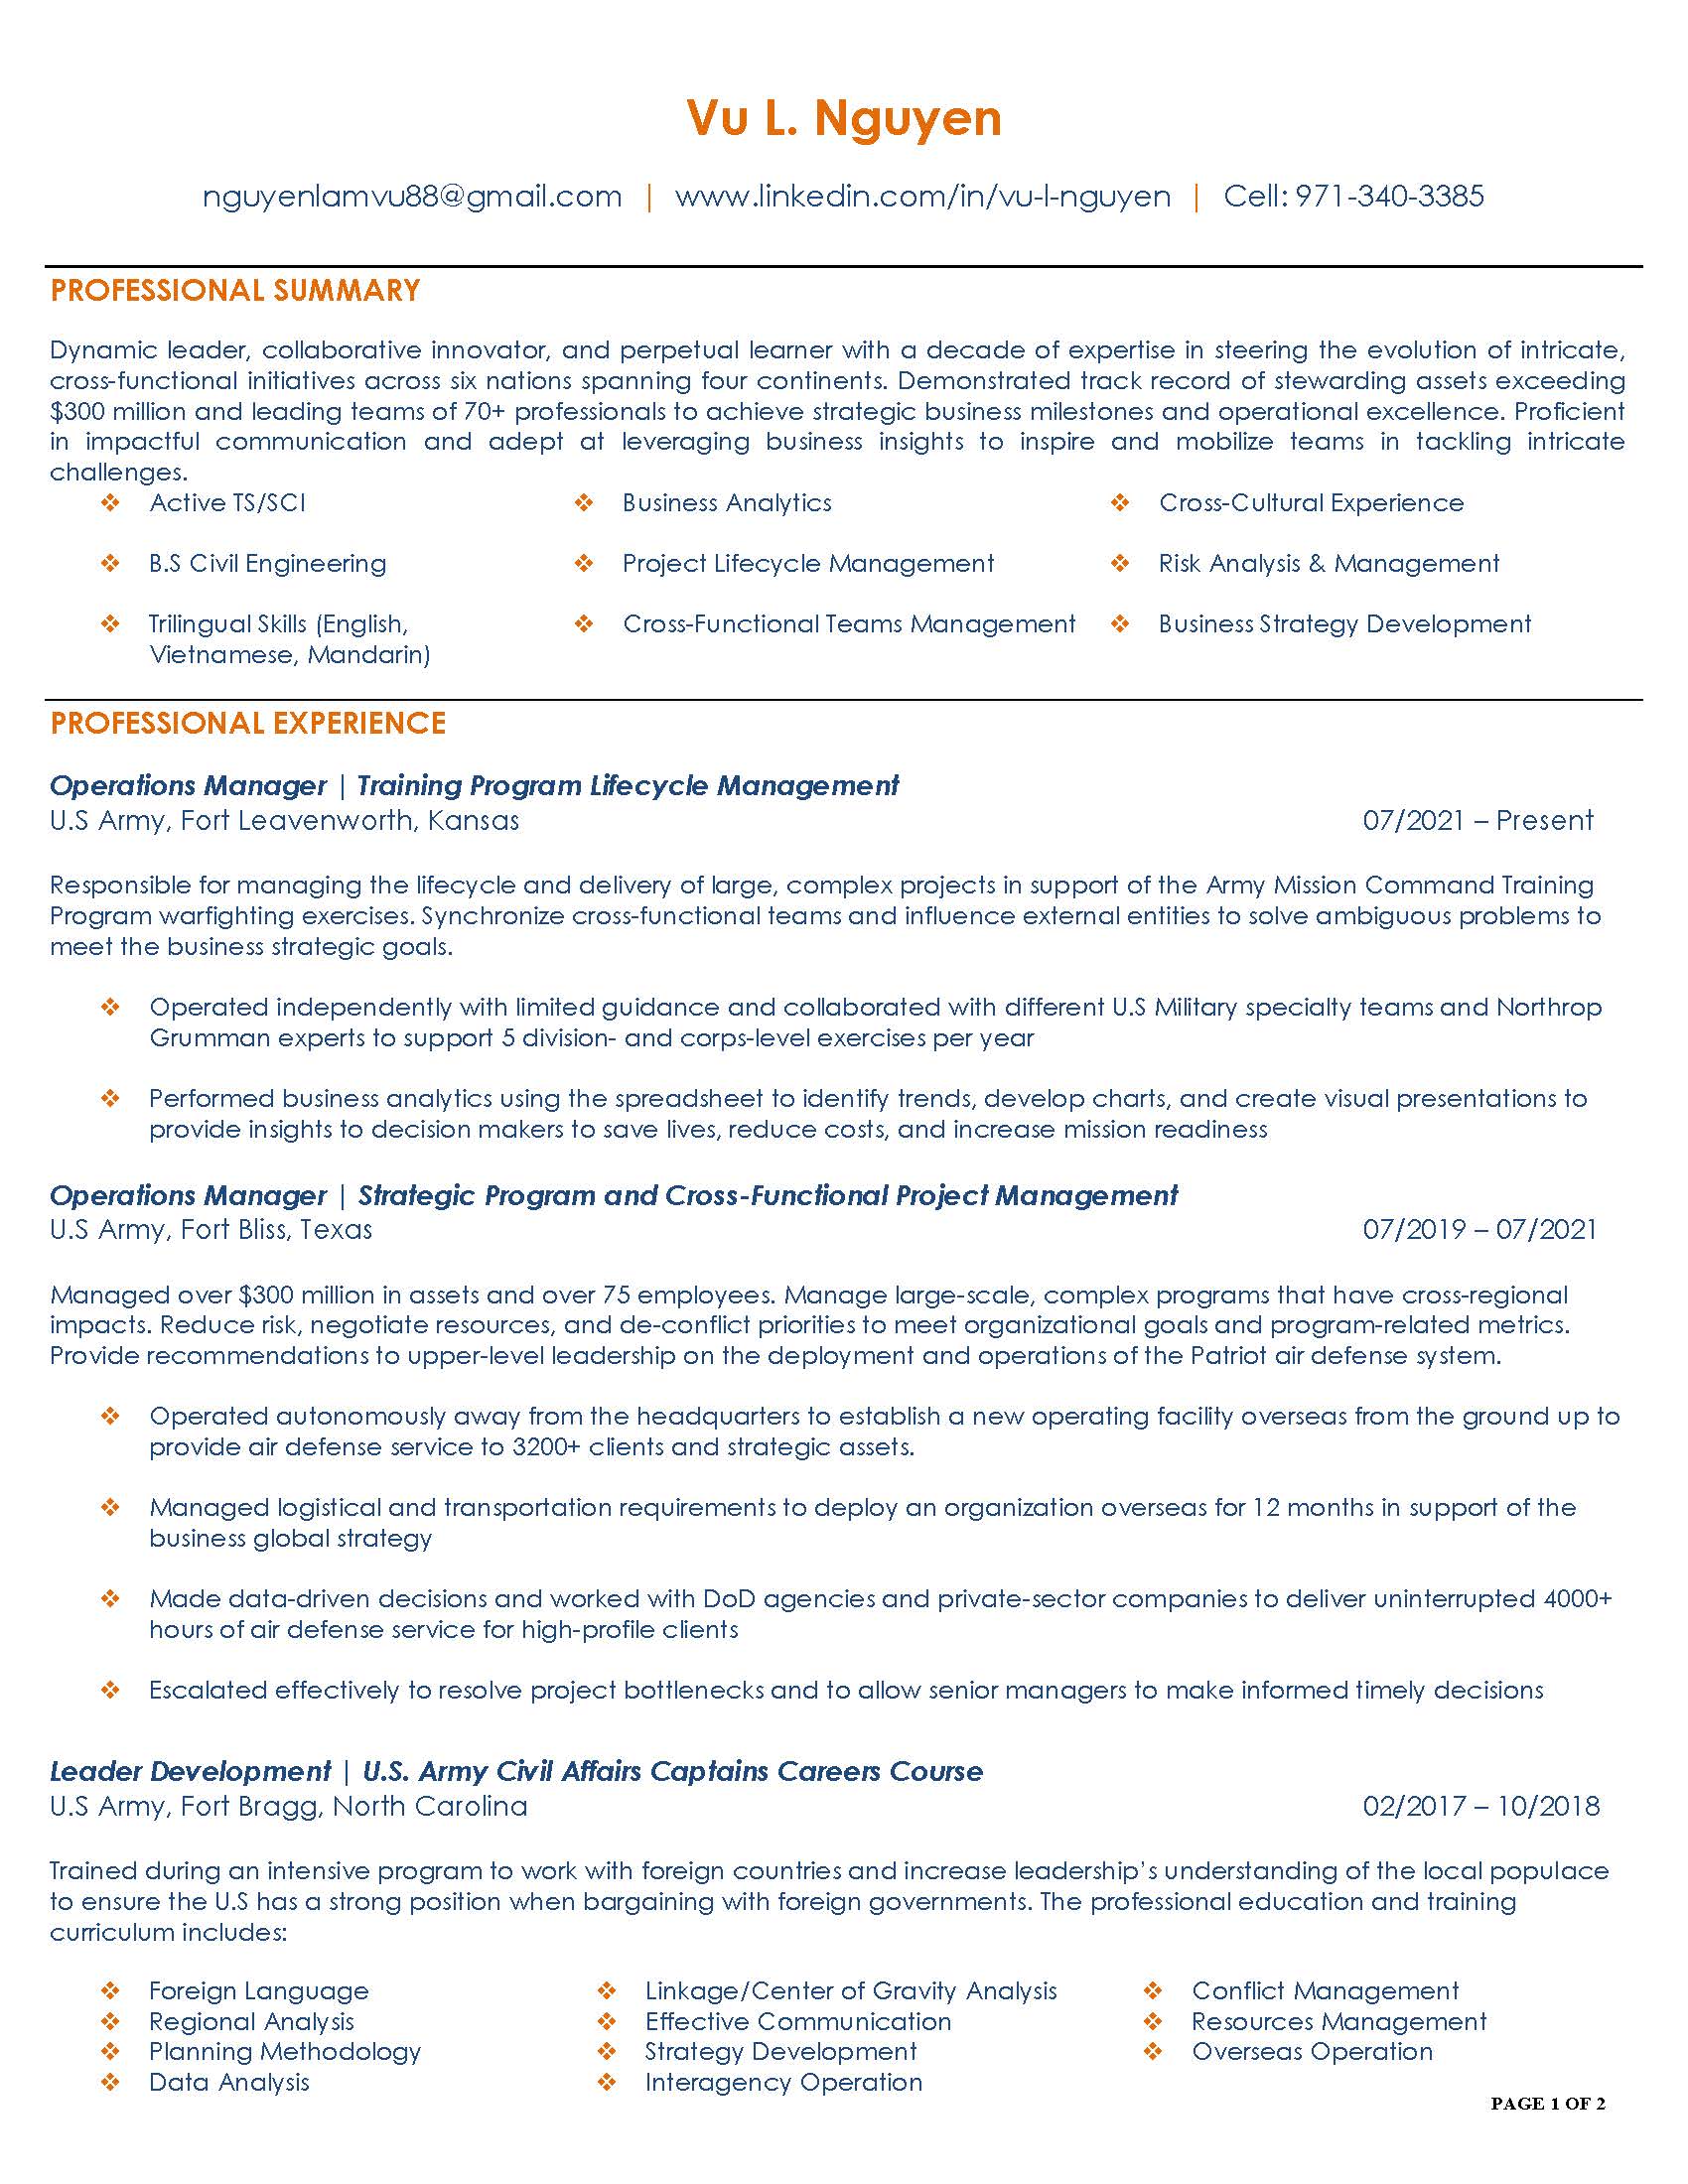 Vu L. Nguyen
nguyenlamvu88@gmail.com | www.linkedin.com/in/vu-l-nguyen | Cell: 971-340-3385
PROFESSIONAL SUMMARY
Dynamic leader, collaborative innovator, and perpetual learner with a decade of expertise in steering the evolution of intricate,
cross-functional initiatives across six nations spanning four continents. Demonstrated track record of stewarding assets exceeding
$300 million and leading teams of 70+ professionals to achieve strategic business milestones and operational excellence. Proficient
in impactful communication and adept at leveraging business insights to inspire and mobilize teams in tackling intricate
challenges.
❖ Active TS/SCI ❖ Business Analytics ❖ Cross-Cultural Experience
❖ B.S Civil Engineering ❖ Project Lifecycle Management ❖ Risk Analysis & Management
❖ Trilingual Skills (English, ❖ Cross-Functional Teams Management ❖ Business Strategy Development
Vietnamese, Mandarin)
PROFESSIONAL EXPERIENCE
Operations Manager | Training Program Lifecycle Management
U.S Army, Fort Leavenworth, Kansas 07/2021 – Present
Responsible for managing the lifecycle and delivery of large, complex projects in support of the Army Mission Command Training
Program warfighting exercises. Synchronize cross-functional teams and influence external entities to solve ambiguous problems to
meet the business strategic goals.
❖ Operated independently with limited guidance and collaborated with different U.S Military specialty teams and Northrop
Grumman experts to support 5 division- and corps-level exercises per year
❖ Performed business analytics using the spreadsheet to identify trends, develop charts, and create visual presentations to
provide insights to decision makers to save lives, reduce costs, and increase mission readiness
Operations Manager | Strategic Program and Cross-Functional Project Management
U.S Army, Fort Bliss, Texas 07/2019 – 07/2021
Managed over $300 million in assets and over 75 employees. Manage large-scale, complex programs that have cross-regional
impacts. Reduce risk, negotiate resources, and de-conflict priorities to meet organizational goals and program-related metrics.
Provide recommendations to upper-level leadership on the deployment and operations of the Patriot air defense system.
❖ Operated autonomously away from the headquarters to establish a new operating facility overseas from the ground up to
provide air defense service to 3200+ clients and strategic assets.
❖ Managed logistical and transportation requirements to deploy an organization overseas for 12 months in support of the
business global strategy
❖ Made data-driven decisions and worked with DoD agencies and private-sector companies to deliver uninterrupted 4000+
hours of air defense service for high-profile clients
❖ Escalated effectively to resolve project bottlenecks and to allow senior managers to make informed timely decisions
Leader Development | U.S. Army Civil Affairs Captains Careers Course
U.S Army, Fort Bragg, North Carolina 02/2017 – 10/2018
Trained during an intensive program to work with foreign countries and increase leadership's understanding of the local populace
to ensure the U.S has a strong position when bargaining with foreign governments. The professional education and training
curriculum includes:
❖ Foreign Language ❖ Linkage/Center of Gravity Analysis ❖ Conflict Management
❖ Regional Analysis ❖ Effective Communication ❖ Resources Management
❖ Planning Methodology ❖ Strategy Development ❖ Overseas Operation
❖ Data Analysis ❖ Interagency Operation
PAGE 1 OF 2